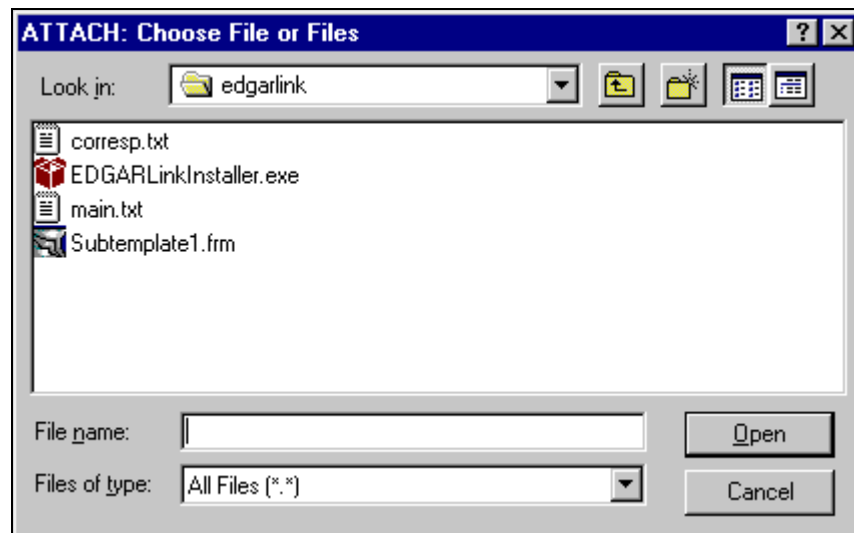 ATTACH: Choose File or Files
Look in: edgarlink
corresp.txt
EDGARLinkInstaller.exe
main.txt
Subtemplate1.frm
File name: Open
Files of type: All Files (*.*) Cancel